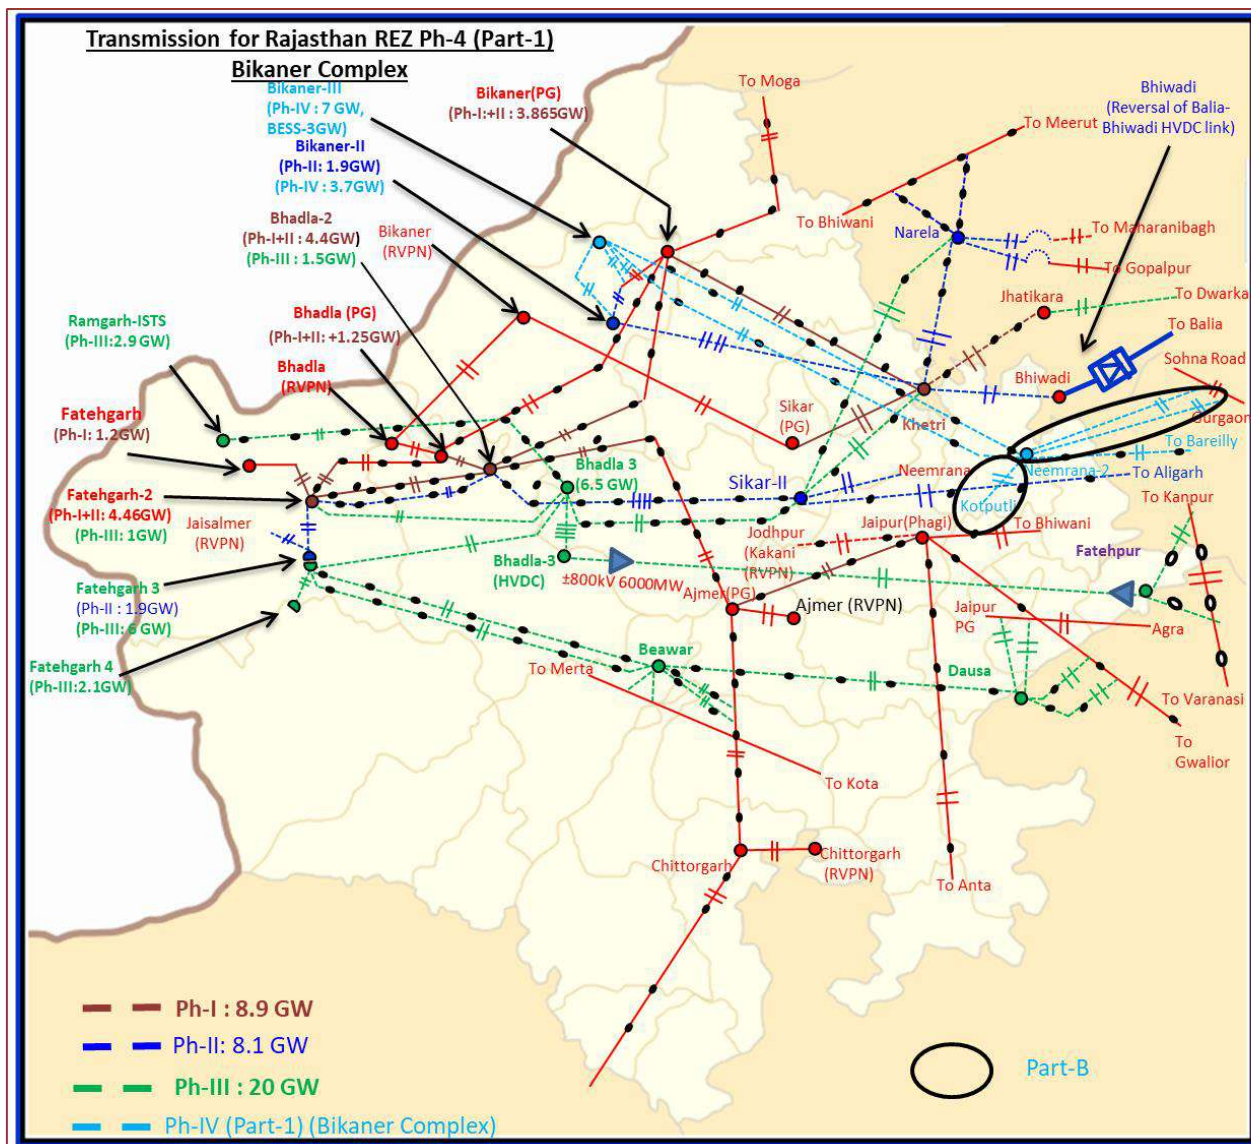 Transmission for Rajasthan REZ Ph-4 (Part-1)
Bikaner Complex
Bikaner-III
(Ph-IV : 7 GW,
BESS-3GW)
Bikaner(PG)
(Ph-I:+II : 3.865GW)
To Moga
Bhiwadi
(Reversal of Balia-
Bhiwadi HVDC link)
To Meerut
Bikaner-II
(Ph-II: 1.9GW)
(Ph-IV : 3.7GW)
To Bhiwani
Narela
To Maharanibagh
To Gopalpur
Bhadla-2
(Ph-I+II : 4.4GW)
(Ph-III : 1.5GW)
Bikaner
(RVPN)
Jhatikara
To Dwarka
Ramgarh-ISTS
(Ph-III:2.9 GW)
Bhadla (PG)
(Ph-I+II: +1.25GW)
Bhadla
(RVPN)
To Balia
Sohna Road
Bhiwadi
Gurgaon
Fatehgarh
(Ph-I: 1.2GW)
Sikar
(PG)
Khetri
To Bareilly
Bhadla 3
(6.5 GW)
Sikar-II
Neemrana
Neemrana-2
To Aligarh
Fatehgarh-2
(Ph-I+II: 4.46GW)
(Ph-III: 1GW)
Jaisalmer
(RVPN)
Kotputli
To Kanpur
Jodhpur
(Kakani
(RVPN)
Jaipur(Phagi)
To Bhiwani
Bhadla-3
(HVDC)
±800kV 6000MW
Fatehpur
Fatehgarh 3
(Ph-II : 1.9GW)
(Ph-III: 6 GW)
Ajmer(PG)
Ajmer (RVPN)
Jaipur
PG
Agra
Fatehgarh 4
(Ph-III:2.1GW)
To Merta
Beawar
Dausa
To Varanasi
To
Gwalior
To Kota
Chittorgarh
Chittorgarh
(RVPN)
To Anta
Ph-I : 8.9 GW
Ph-II: 8.1 GW
Ph-III : 20 GW
Ph-IV (Part-1) (Bikaner Complex)
Part-B